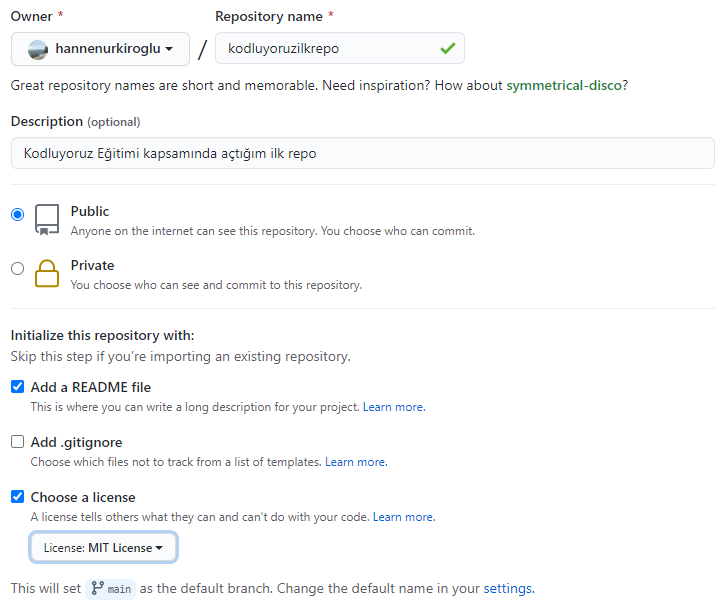 Owner * Repository name *
hannenurkiroglu / kodluyoruzilkrepo
Great repository names are short and memorable. Need inspiration? How about symmetrical-disco?
Description (optional)
Kodluyoruz Eğitimi kapsamında açtığım ilk repo
Public
Anyone on the internet can see this repository. You choose who can commit.
Private
You choose who can see and commit to this repository.
Initialize this repository with:
Skip this step if you’re importing an existing repository.
Add a README file
This is where you can write a long description for your project. Learn more.
Add .gitignore
Choose which files not to track from a list of templates. Learn more.
Choose a license
A license tells others what they can and can't do with your code. Learn more.
License: MIT License
This will set main as the default branch. Change the default name in your settings.